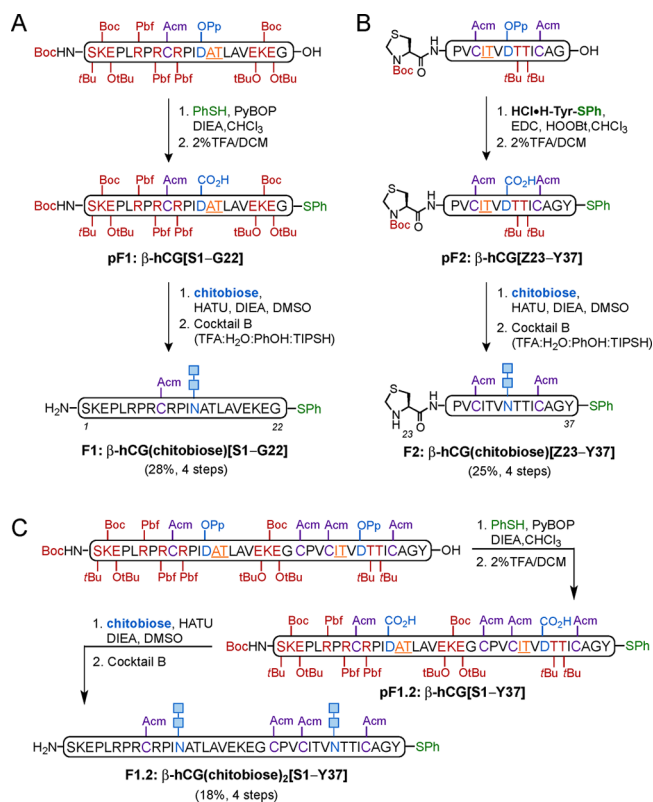 A
Boc Pbf Acm OPp Boc
BocHN SKEPLRPRCRPIDATLAVEKEG OH
tBu OtBu Pbf Pbf tBuO OtBu
1. PhSH, PyBOP
DIEA,CHCl3
2. 2%TFA/DCM
Boc Pbf Acm CO2H Boc
BocHN SKEPLRPRCRPIDATLAVEKEG SPh
tBu OtBu Pbf Pbf tBuO OtBu
pF1: β-hCG[S1–G22]
1. chitobiose,
HATU, DIEA, DMSO
2. Cocktail B
(TFA:H2O:PhOH:TIPSH)
Acm
H2N SKEPLRPRCRPINATLAVEKEG SPh
1 22
F1: β-hCG(chitobiose)[S1–G22]
(28%, 4 steps)
B
Acm OPp Acm
S N Boc O H N PVCITVDTTICAG OH
tBu tBu
1. HCl•H-Tyr-SPh,
EDC, HOOBt,CHCl3
2. 2%TFA/DCM
Acm CO2H Acm
S N Boc O H N PVCITVDTTICAGY SPh
tBu tBu
pF2: β-hCG[Z23–Y37]
1. chitobiose,
HATU, DIEA, DMSO
2. Cocktail B
(TFA:H2O:PhOH:TIPSH)
Acm Acm
S N H O H N PVCITVNTTICAGY SPh
23 37
F2: β-hCG(chitobiose)[Z23–Y37]
(25%, 4 steps)
C
Boc Pbf Acm OPp Boc Acm Acm OPp Acm
BocHN SKEPLRPRCRPIDATLAVEKEGCPVCITVDTTICAGY OH
tBu OtBu Pbf Pbf tBuO OtBu tBu tBu
1. PhSH, PyBOP
DIEA,CHCl3
2. 2%TFA/DCM
Boc Pbf Acm CO2H Boc Acm Acm CO2H Acm
BocHN SKEPLRPRCRPIDATLAVEKEGCPVCITVDTTICAGY SPh
tBu OtBu Pbf Pbf tBuO OtBu tBu tBu
pF1.2: β-hCG[S1–Y37]
1. chitobiose, HATU
DIEA, DMSO
2. Cocktail B
Acm Acm Acm Acm
H2N SKEPLRPRCRPINATLAVEKEGCPVCITVNTTICAGY SPh
F1.2: β-hCG(chitobiose)2[S1–Y37]
(18%, 4 steps)